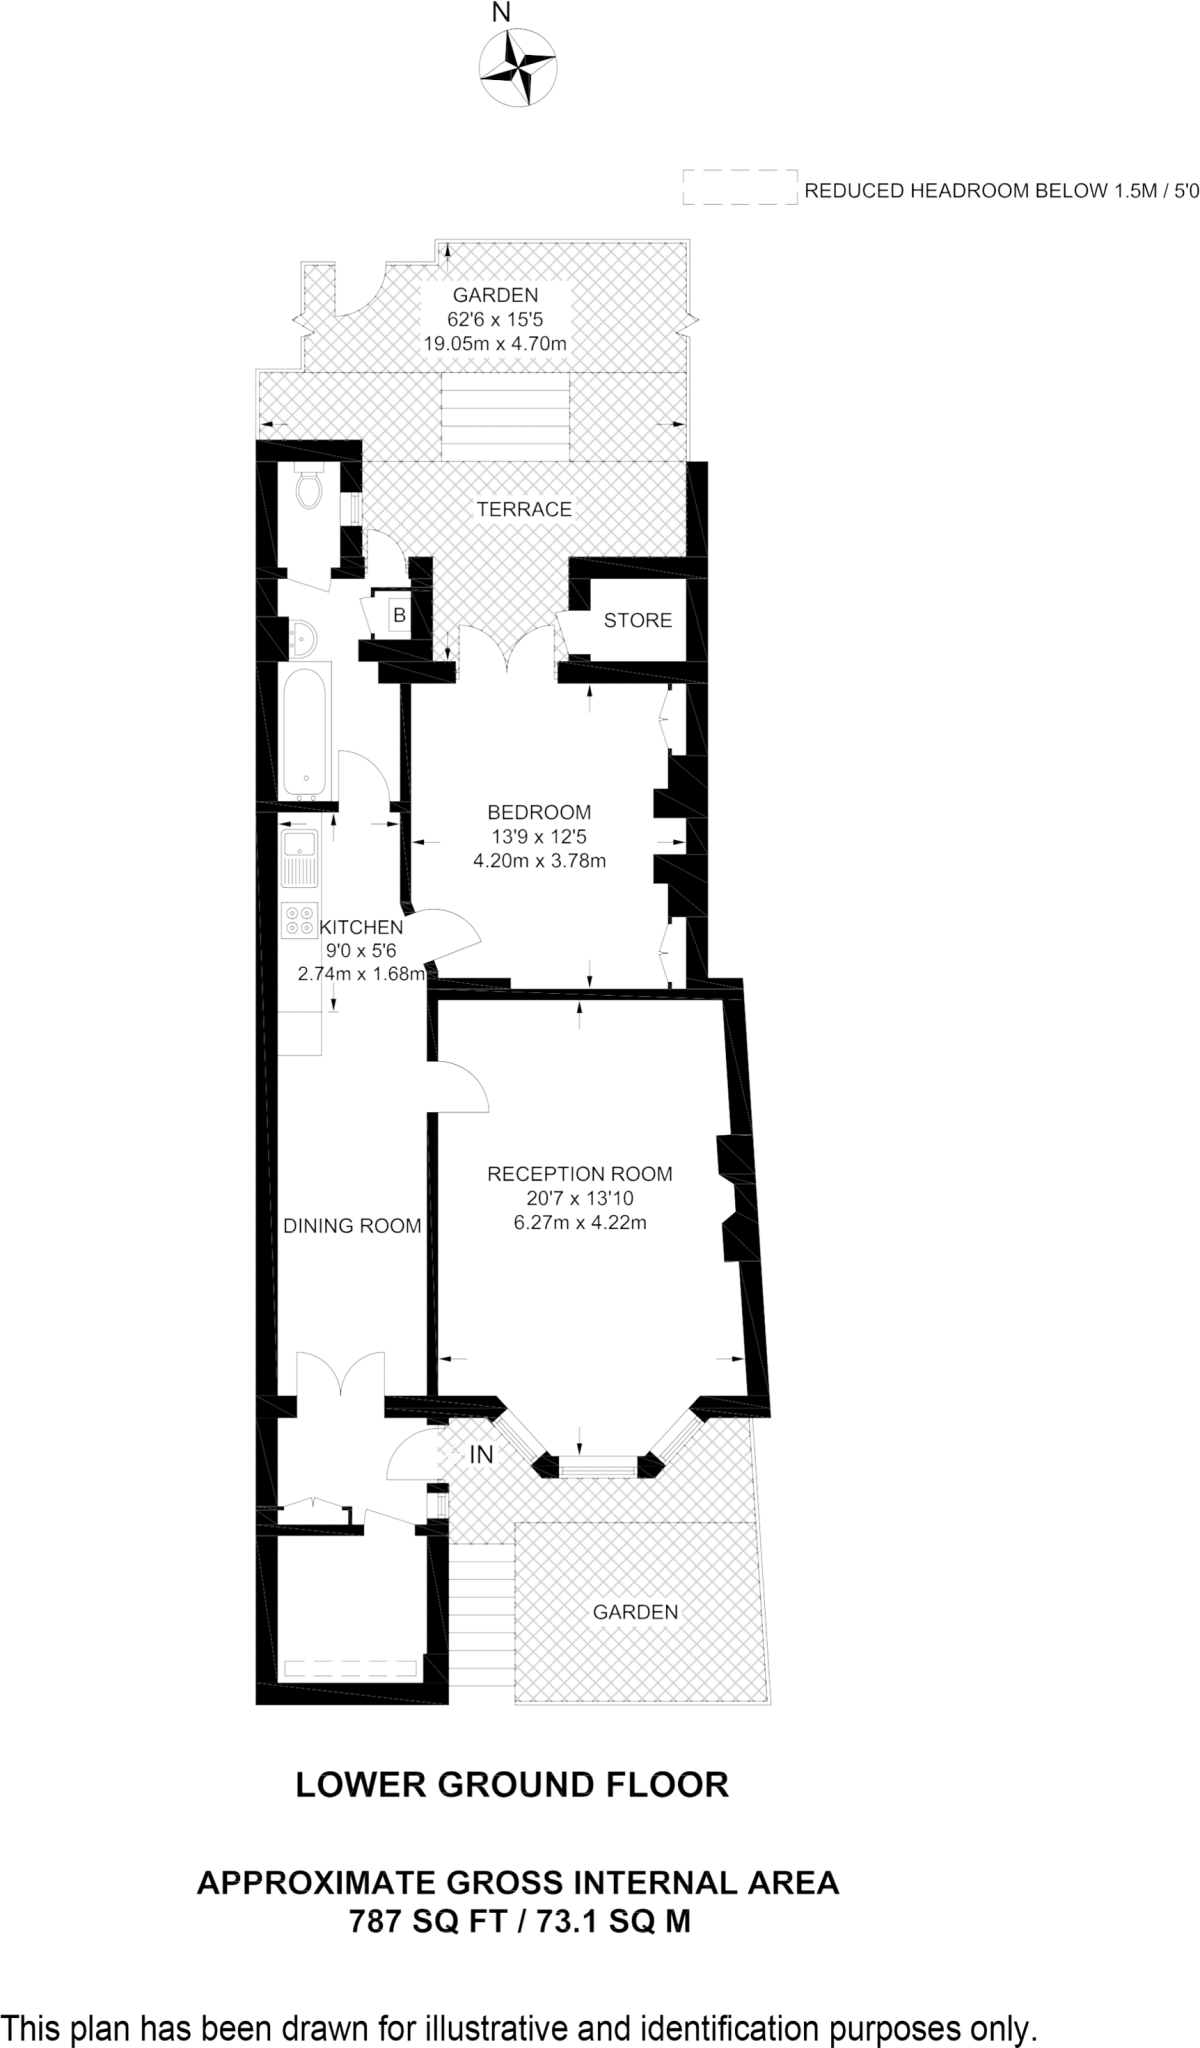 N
REDUCED HEADROOM BELOW 1.5M / 5'0
GARDEN
62'6 x 15'5
19.05m x 4.70m
TERRACE
B
STORE
BEDROOM
13'9 x 12'5
4.20m x 3.78m
KITCHEN
9'0 x 5'6
2.74m x 1.68m
RECEPTION ROOM
20'7 x 13'10
6.27m x 4.22m
DINING ROOM
IN
GARDEN
LOWER GROUND FLOOR
APPROXIMATE GROSS INTERNAL AREA
787 SQ FT / 73.1 SQ M
This plan has been drawn for illustrative and identification purposes only.